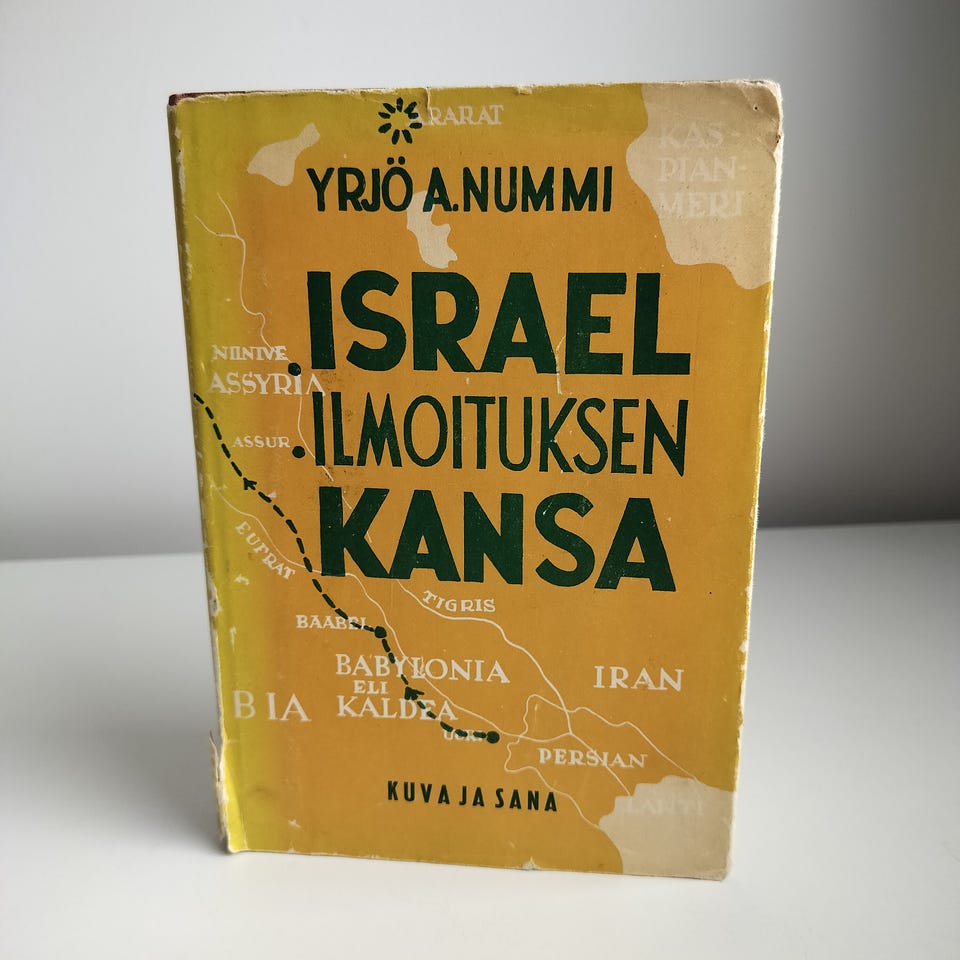 ARARAT
KAS-
PIAN-
MERI
YRJÖ A. NUMMI
ISRAEL
ILMOITUKSEN
KANSA
NIINIVE
ASSYRIA
ASSUR
EUFRAT
TIGRIS
BAABEL
BABYLONIA
ELI
KALDEA
BIA
IRAN
PERSIAN
LAHTI
KUVA JA SANA